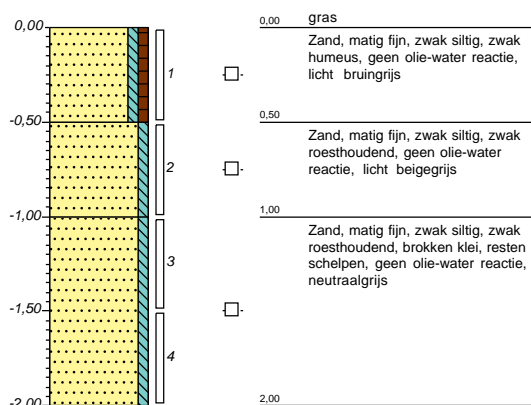 0,00
-0,50
-1,00
-1,50
-2,00
1
2
3
4
0,00
gras
Zand, matig fijn, zwak siltig, zwak
humeus, geen olie-water reactie,
licht bruingrijs
0,50
Zand, matig fijn, zwak siltig, zwak
roesthoudend, geen olie-water
reactie, licht beigegrijs
1,00
Zand, matig fijn, zwak siltig, zwak
roesthoudend, brokken klei, resten
schelpen, geen olie-water reactie,
neutraalgrijs
2,00